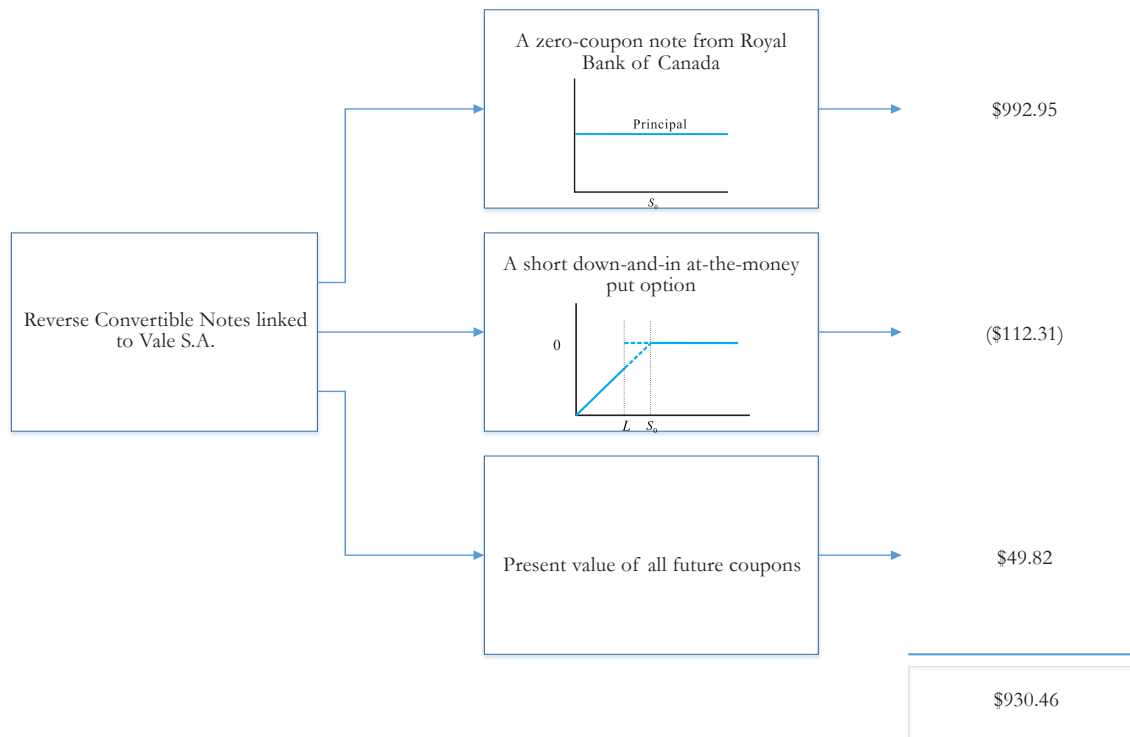 A zero-coupon note from Royal
Bank of Canada
Principal
S₀
$992.95
Reverse Convertible Notes linked
to Vale S.A.
A short down-and-in at-the-money
put option
0
L S₀
($112.31)
Present value of all future coupons
$49.82
$930.46